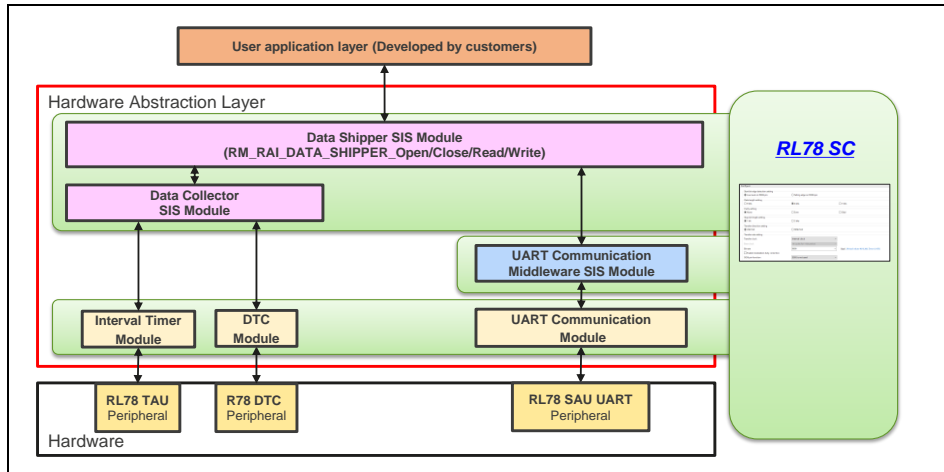 User application layer (Developed by customers)
Hardware Abstraction Layer
Data Shipper SIS Module
(RM_RAI_DATA_SHIPPER_Open/Close/Read/Write)
RL78 SC
Data Collector
SIS Module
UART Communication
Middleware SIS Module
Interval Timer
Module
DTC
Module
UART Communication
Module
RL78 TAU
Peripheral
R78 DTC
Peripheral
RL78 SAU UART
Peripheral
Hardware